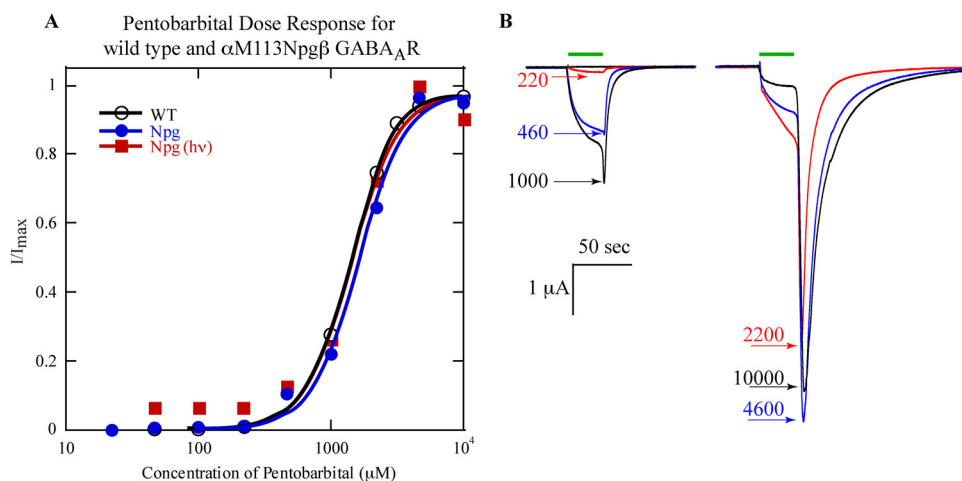 A
Pentobarbital Dose Response for
wild type and αM113Npgβ GABA_AR
1
0.8
0.6
0.4
0.2
0
I/I_max
WT
Npg
Npg (hν)
10
100
1000
10⁴
Concentration of Pentobarbital (μM)
B
220
460
1000
50 sec
1 μA
2200
10000
4600